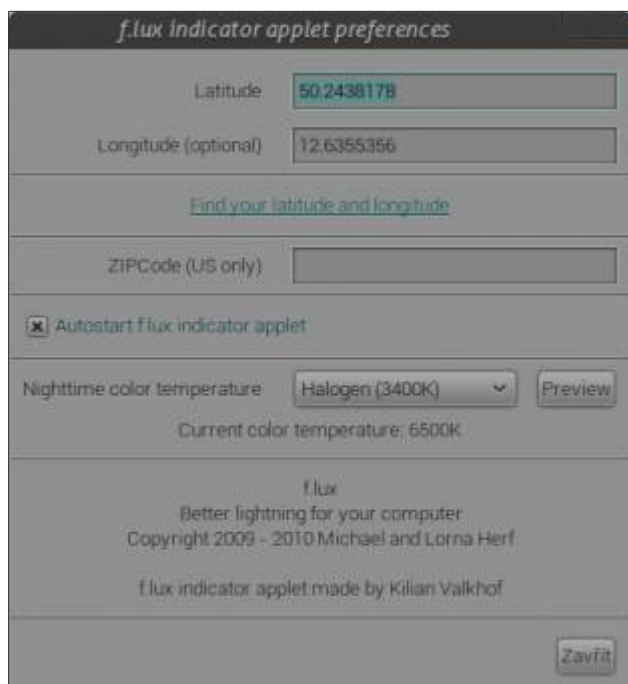 f.lux indicator applet preferences
Latitude 50.2438178
Longitude (optional) 12.6355356
Find your latitude and longitude
ZIPCode (US only)
Autostart f.lux indicator applet
Nighttime color temperature Halogen (3400K) Preview
Current color temperature: 6500K
f.lux
Better lightning for your computer
Copyright 2009 - 2010 Michael and Lorna Herf
f.lux indicator applet made by Kilian Valkhof
Zavřít